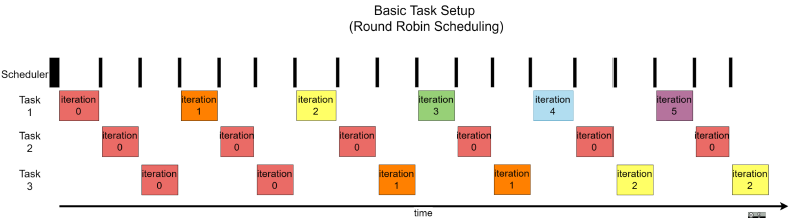 Basic Task Setup
(Round Robin Scheduling)
Scheduler
Task
1
iteration
0
iteration
1
iteration
2
iteration
3
iteration
4
iteration
5
Task
2
iteration
0
iteration
0
iteration
0
iteration
0
iteration
0
iteration
0
Task
3
iteration
0
iteration
0
iteration
1
iteration
1
iteration
2
iteration
2
time